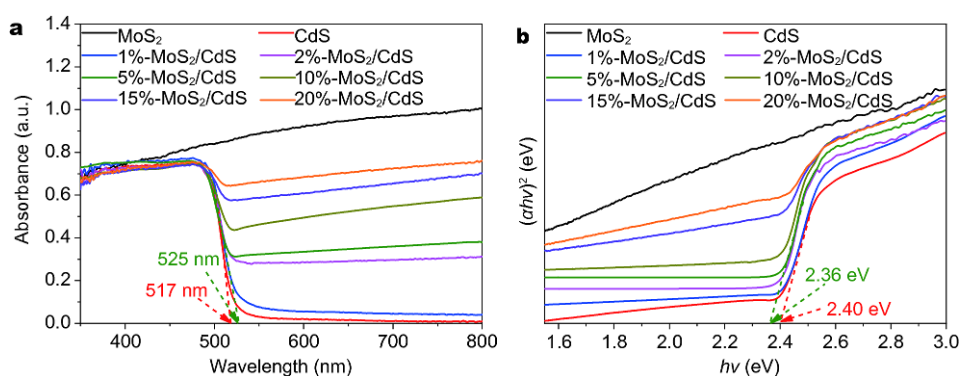 a
MoS₂ CdS
1%-MoS₂/CdS 2%-MoS₂/CdS
5%-MoS₂/CdS 10%-MoS₂/CdS
15%-MoS₂/CdS 20%-MoS₂/CdS
1.4
1.2
1.0
0.8
0.6
0.4
0.2
0.0
Absorbance (a.u.)
525 nm
517 nm
400 500 600 700 800
Wavelength (nm)
b
MoS₂ CdS
1%-MoS₂/CdS 2%-MoS₂/CdS
5%-MoS₂/CdS 10%-MoS₂/CdS
15%-MoS₂/CdS 20%-MoS₂/CdS
(αhν)² (eV)
2.36 eV
2.40 eV
1.6 1.8 2.0 2.2 2.4 2.6 2.8 3.0
hν (eV)